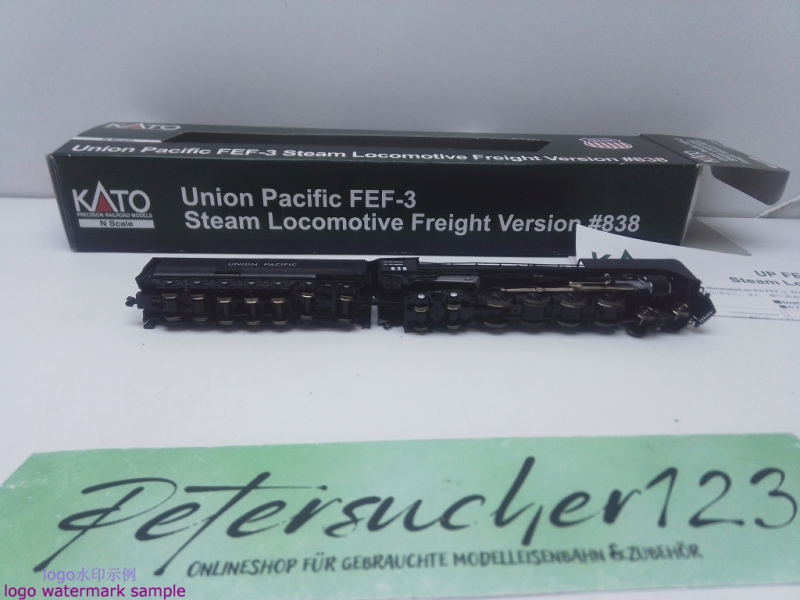 KATO
Union Pacific FEF-3 Steam Locomotive Freight Version #838
KATO
PRECISION RAILROAD MODELS
N Scale
Union Pacific FEF-3
Steam Locomotive Freight Version #838
UNION PACIFIC
838
UP FE
Steam Lo
Petersucher123
ONLINESHOP FÜR GEBRAUCHTE MODELLEISENBAHN & ZUBEHÖR
logo水印示例
logo watermark sample